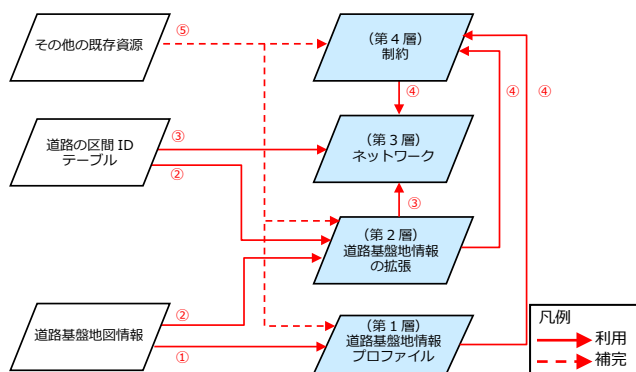 その他の既存資源
⑤
（第４層）
制約
④
④
④
道路の区間 ID
テーブル
③
②
（第３層）
ネットワーク
③
（第２層）
道路基盤地情報
の拡張
②
道路基盤地図情報
①
（第１層）
道路基盤地情報
プロファイル
凡例
利用
補完